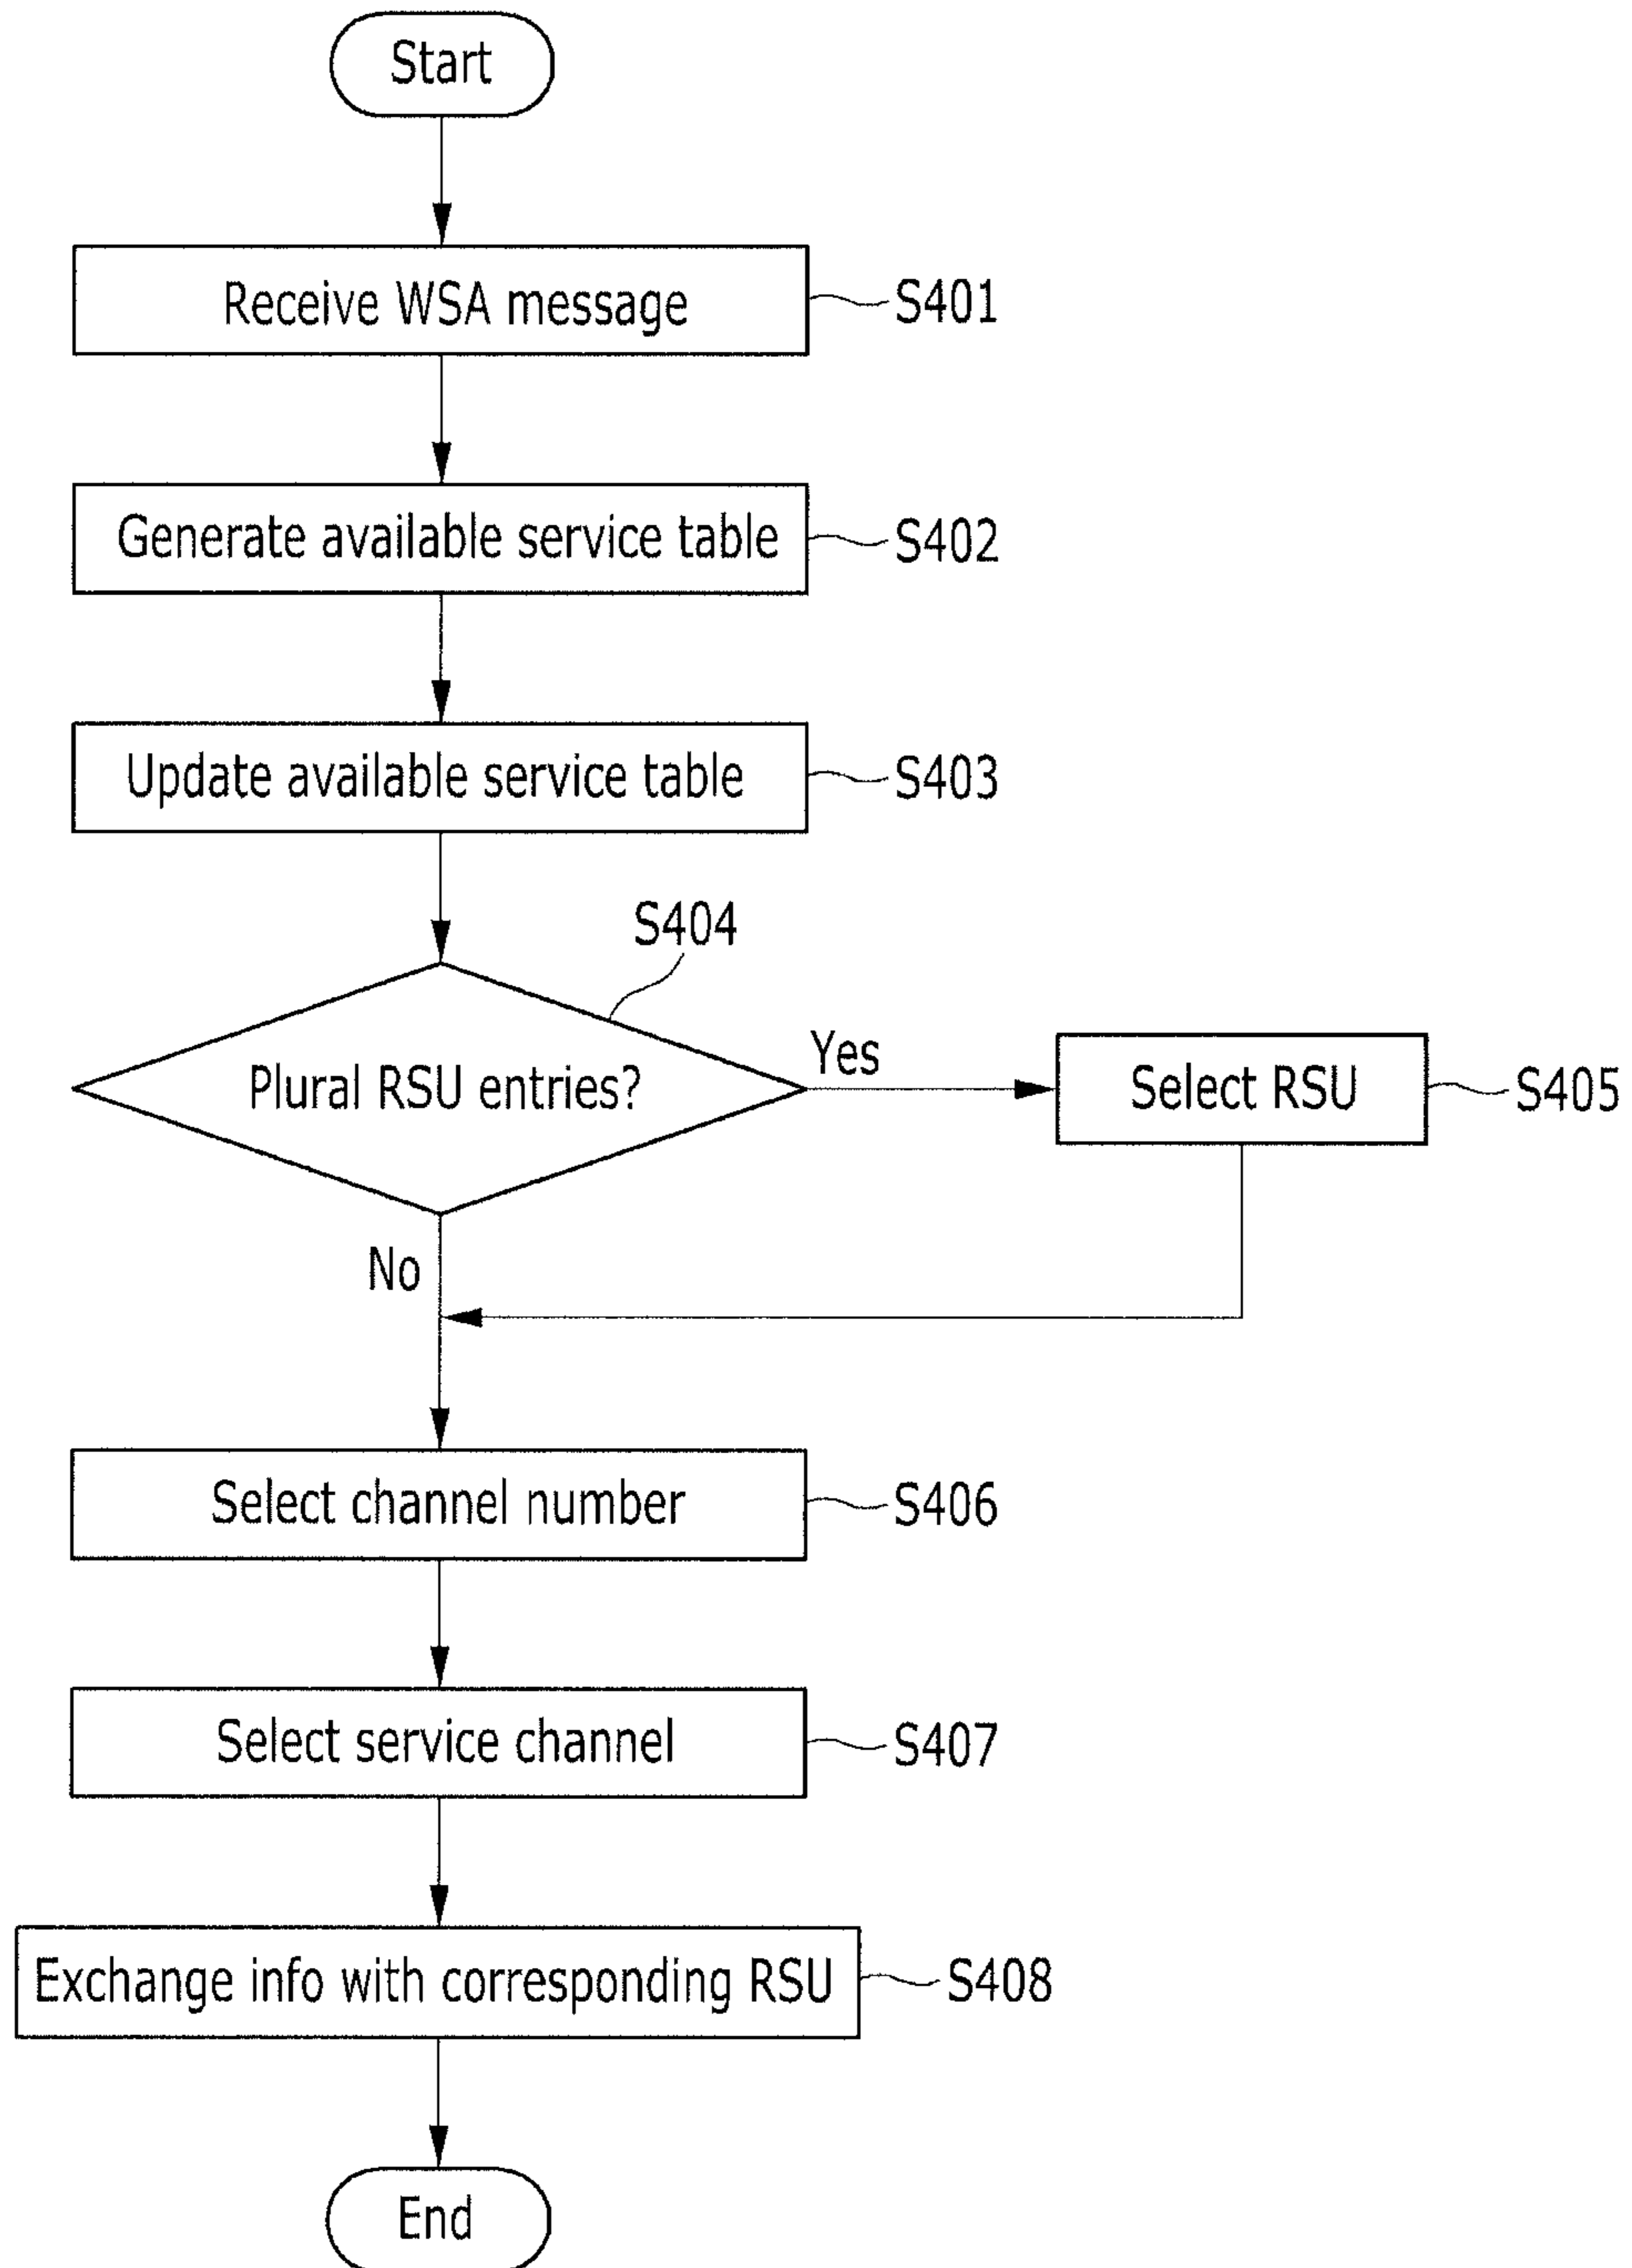 Start
Receive WSA message
S401
Generate available service table
S402
Update available service table
S403
S404
Plural RSU entries?
Yes
Select RSU
S405
No
Select channel number
S406
Select service channel
S407
Exchange info with corresponding RSU
S408
End